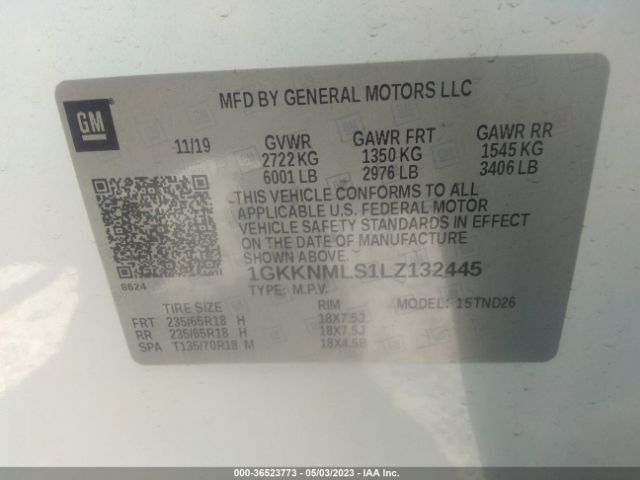 MFD BY GENERAL MOTORS LLC
GM
11/19 GVWR GAWR FRT GAWR RR
2722 KG 1350 KG 1545 KG
6001 LB 2976 LB 3406 LB
THIS VEHICLE CONFORMS TO ALL
APPLICABLE U.S. FEDERAL MOTOR
VEHICLE SAFETY STANDARDS IN EFFECT
ON THE DATE OF MANUFACTURE
SHOWN ABOVE.
8624
1GKKNMLS1LZ132445
TYPE: M.P.V.
TIRE SIZE RIM MODEL: 15TND26
FRT 235/65R18 H 18X7.5J
RR 235/65R18 H 18X7.5J
SPA T135/70R18 M 18X4.5B
000-36523773 - 05/03/2023 - IAA Inc.